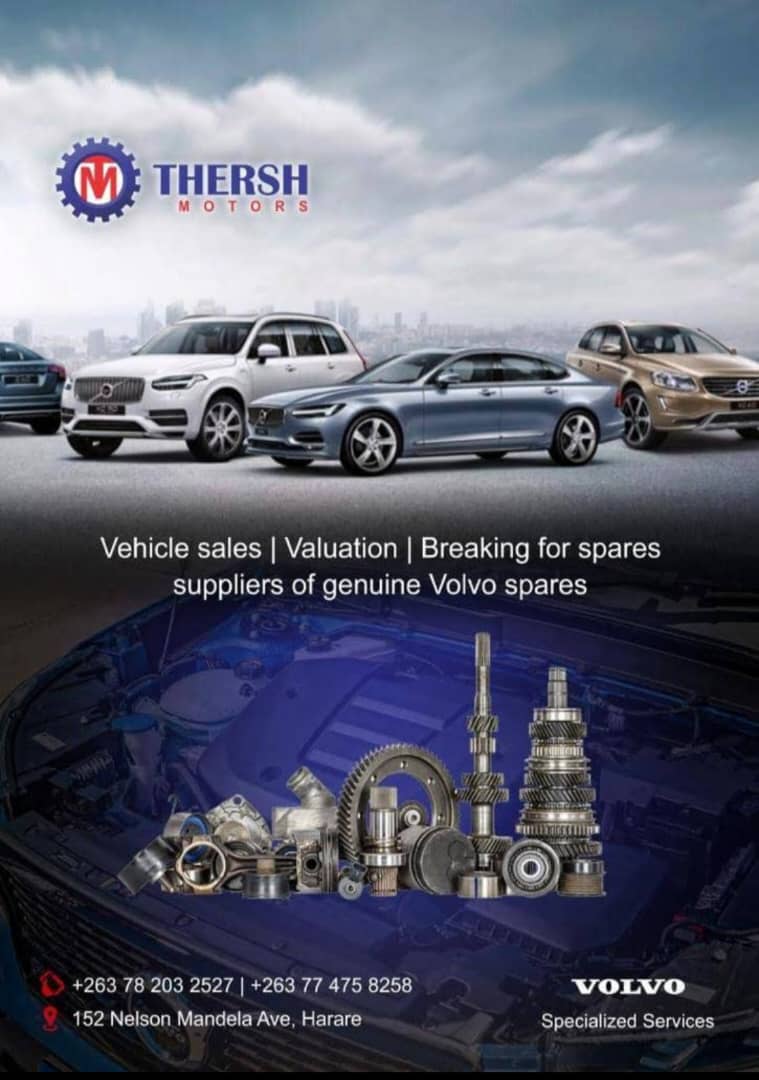 TM THERSH
MOTORS
Vehicle sales | Valuation | Breaking for spares
suppliers of genuine Volvo spares
+263 78 203 2527 | +263 77 475 8258
152 Nelson Mandela Ave, Harare
VOLVO
Specialized Services